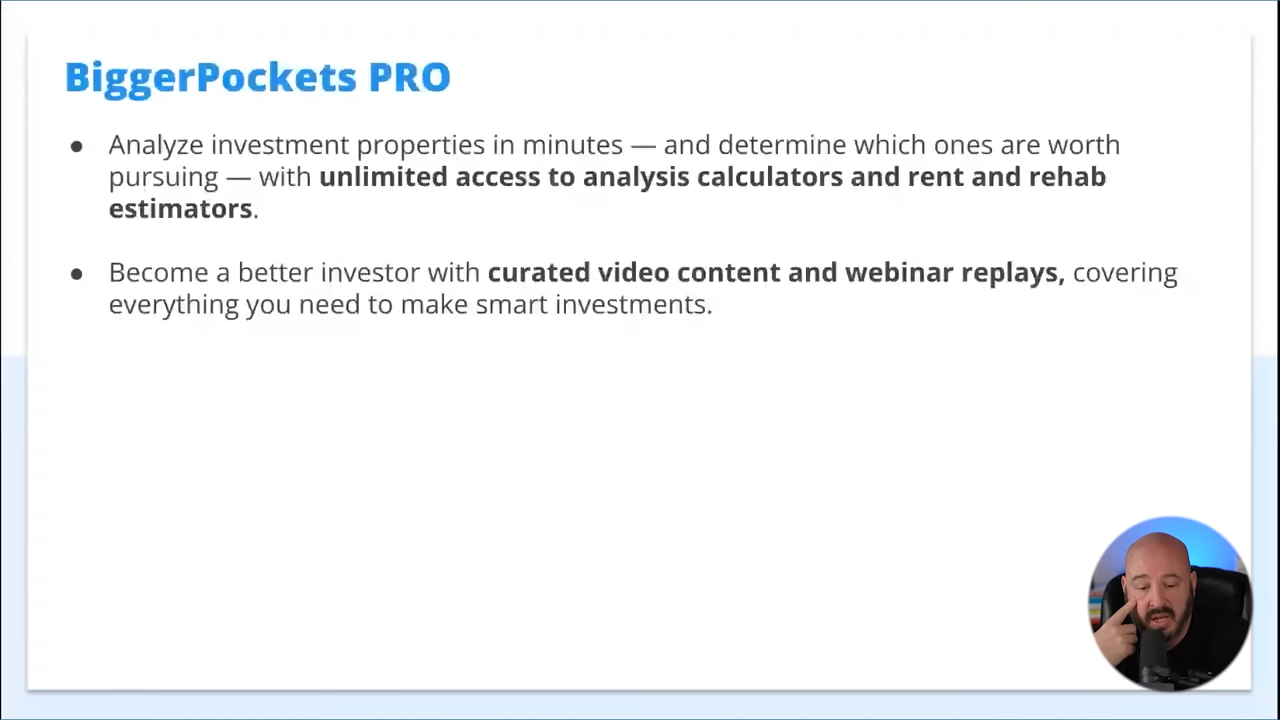 BiggerPockets PRO
● Analyze investment properties in minutes — and determine which ones are worth
pursuing — with unlimited access to analysis calculators and rent and rehab
estimators.
● Become a better investor with curated video content and webinar replays, covering
everything you need to make smart investments.